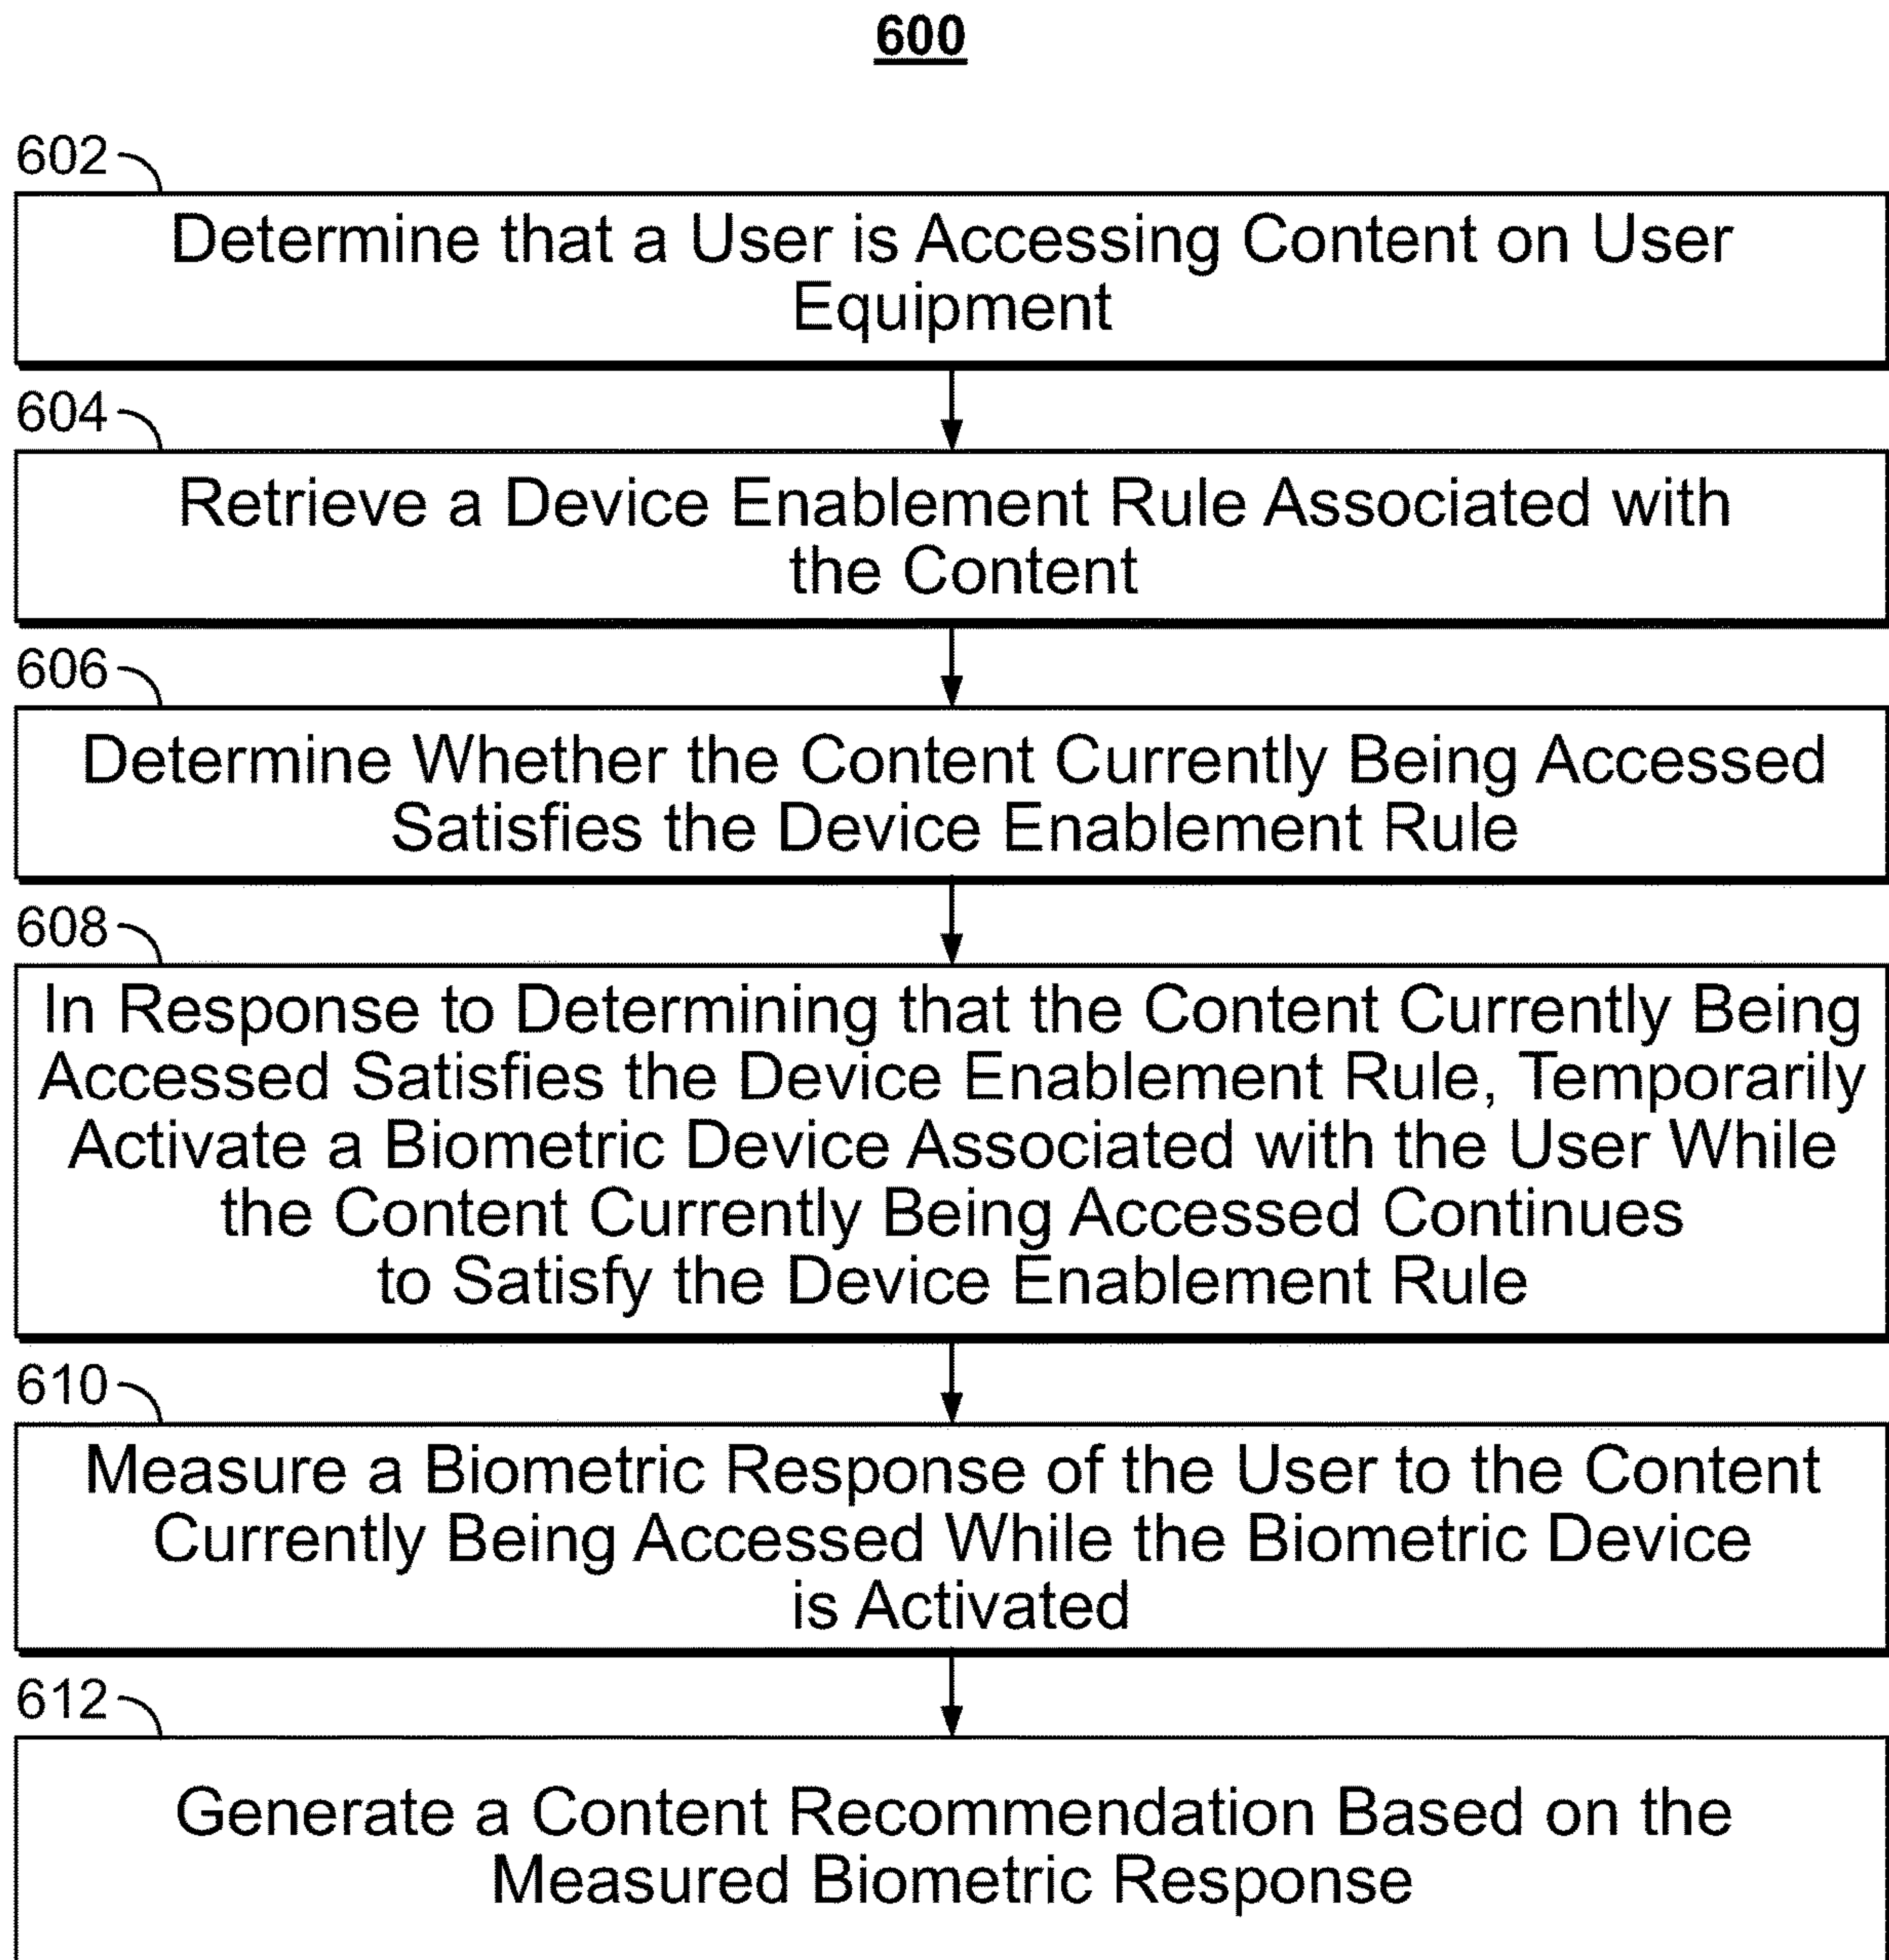 600
602
Determine that a User is Accessing Content on User
Equipment
604
Retrieve a Device Enablement Rule Associated with
the Content
606
Determine Whether the Content Currently Being Accessed
Satisfies the Device Enablement Rule
608
In Response to Determining that the Content Currently Being
Accessed Satisfies the Device Enablement Rule, Temporarily
Activate a Biometric Device Associated with the User While
the Content Currently Being Accessed Continues
to Satisfy the Device Enablement Rule
610
Measure a Biometric Response of the User to the Content
Currently Being Accessed While the Biometric Device
is Activated
612
Generate a Content Recommendation Based on the
Measured Biometric Response